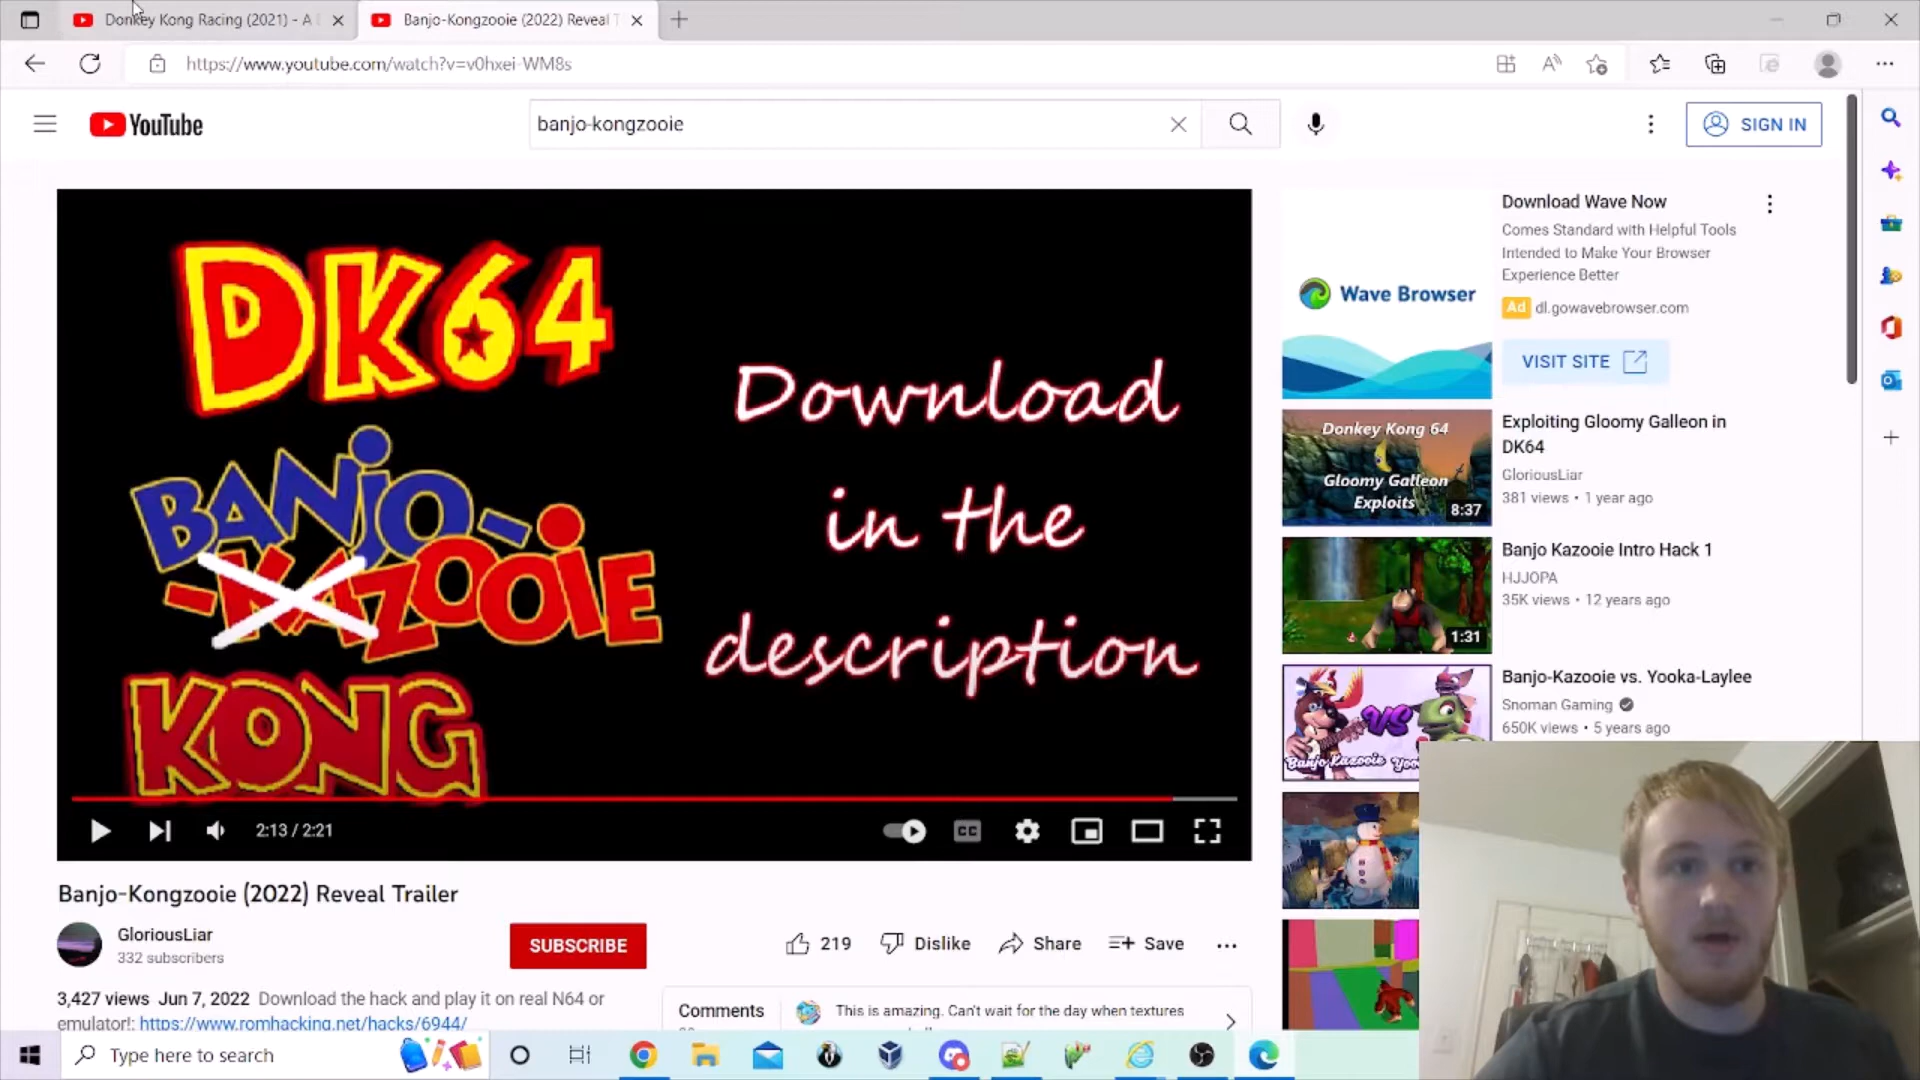 Donkey Kong Racing (2021) - A
Banjo-Kongzooie (2022) Reveal T
https://www.youtube.com/watch?v=v0hxei-WM8s
YouTube
banjo-kongzooie
SIGN IN
DK64
BANJO-
-KAZOOIE
KONG
Download
in the
description
2:13 / 2:21
CC
Banjo-Kongzooie (2022) Reveal Trailer
GloriousLiar
332 subscribers
SUBSCRIBE
219
Dislike
Share
Save
3,427 views Jun 7, 2022 Download the hack and play it on real N64 or
emulator!: https://www.romhacking.net/hacks/6944/
Comments
This is amazing. Can't wait for the day when textures
Wave Browser
Download Wave Now
Comes Standard with Helpful Tools
Intended to Make Your Browser
Experience Better
Ad dl.gowavebrowser.com
VISIT SITE
Donkey Kong 64
Gloomy Galleon
Exploits
8:37
Exploiting Gloomy Galleon in
DK64
GloriousLiar
381 views • 1 year ago
1:31
Banjo Kazooie Intro Hack 1
HJJOPA
35K views • 12 years ago
VS
Banjo Kazooie Yoo
Banjo-Kazooie vs. Yooka-Laylee
Snoman Gaming
650K views • 5 years ago
Type here to search